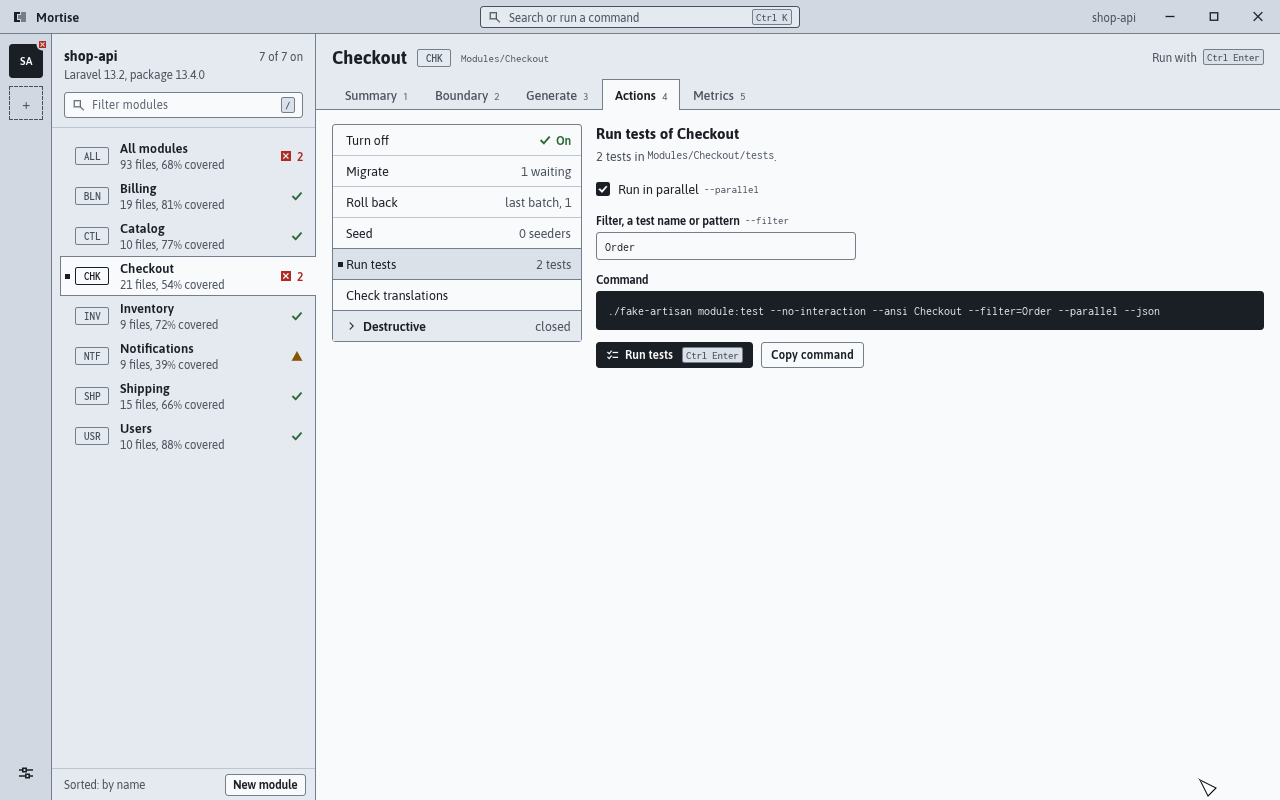 Mortise
Search or run a command
Ctrl K
shop-api
SA
+
shop-api
7 of 7 on
Laravel 13.2, package 13.4.0
Filter modules
/
ALL
All modules
93 files, 68% covered
2
BLN
Billing
19 files, 81% covered
CTL
Catalog
10 files, 77% covered
CHK
Checkout
21 files, 54% covered
2
INV
Inventory
9 files, 72% covered
NTF
Notifications
9 files, 39% covered
SHP
Shipping
15 files, 66% covered
USR
Users
10 files, 88% covered
Sorted: by name
New module
Checkout
CHK
Modules/Checkout
Run with
Ctrl Enter
Summary 1
Boundary 2
Generate 3
Actions 4
Metrics 5
Turn off
On
Migrate
1 waiting
Roll back
last batch, 1
Seed
0 seeders
Run tests
2 tests
Check translations
Destructive
closed
Run tests of Checkout
2 tests in Modules/Checkout/tests.
Run in parallel --parallel
Filter, a test name or pattern --filter
Order
Command
./fake-artisan module:test --no-interaction --ansi Checkout --filter=Order --parallel --json
Run tests
Ctrl Enter
Copy command